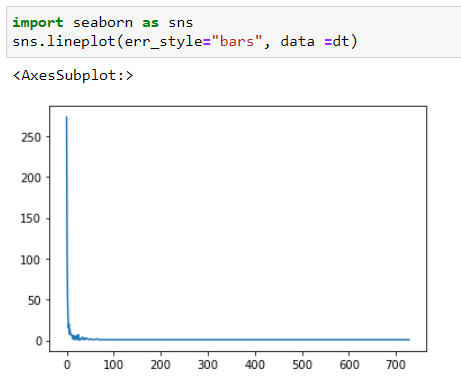 import seaborn as sns
sns.lineplot(err_style="bars", data =dt)
<AxesSubplot:>
250
200
150
100
50
0
0 100 200 300 400 500 600 700